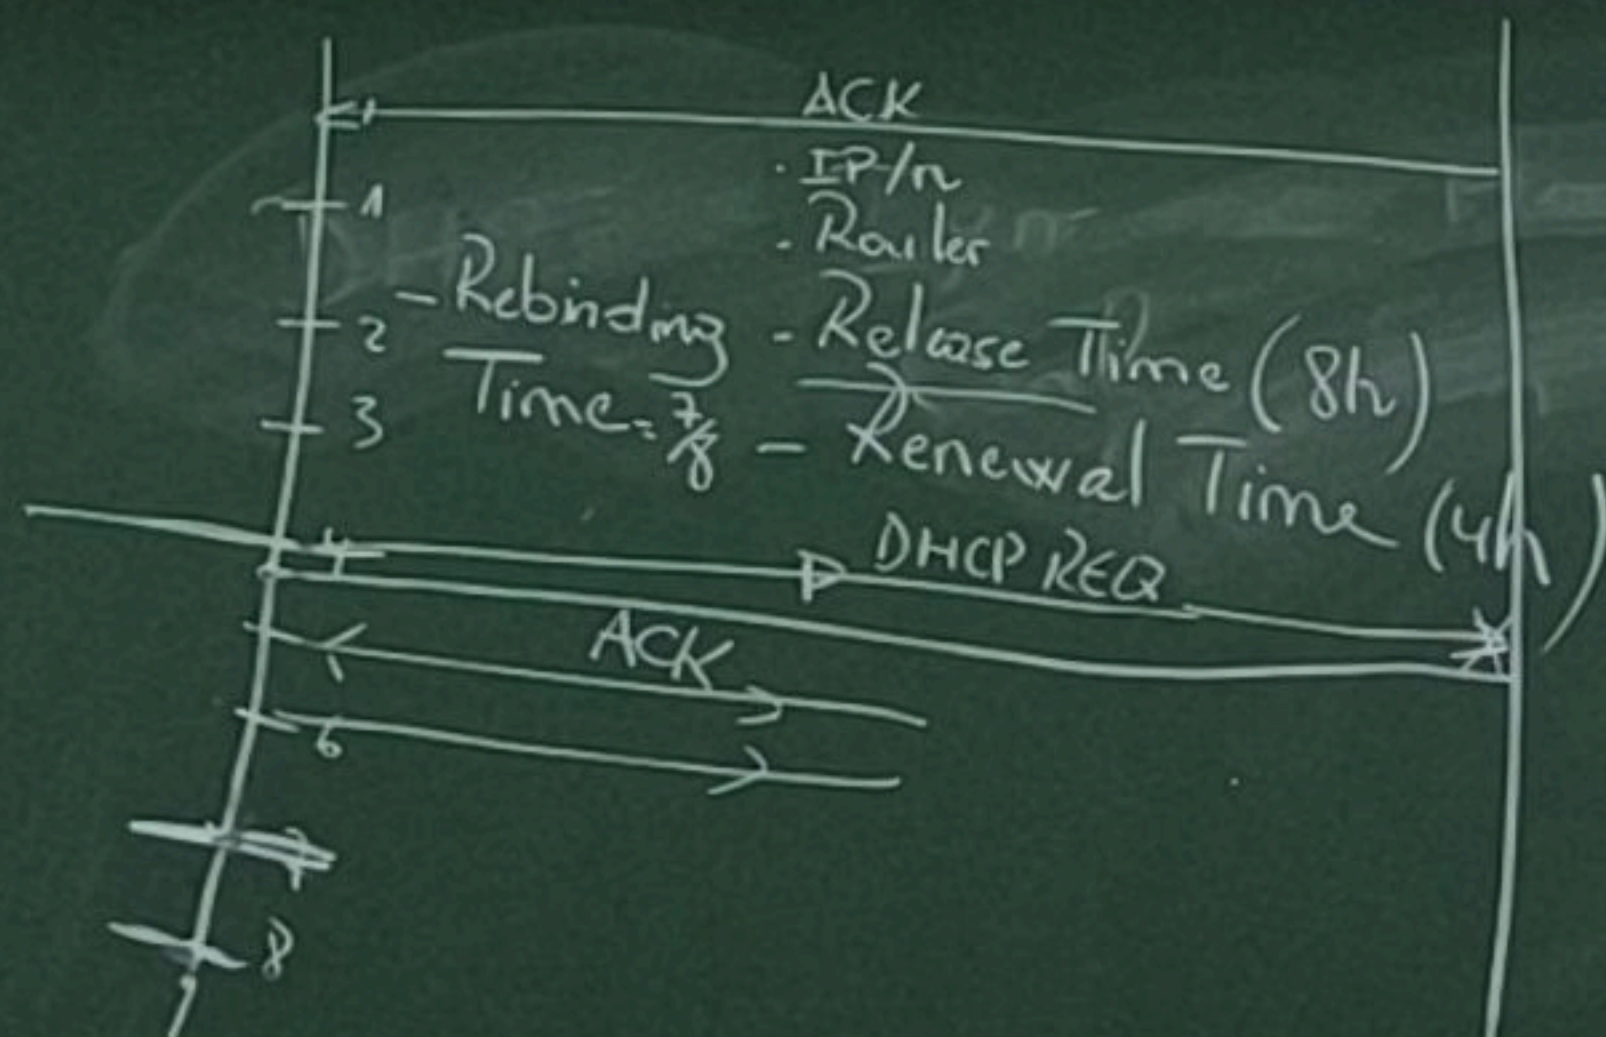 ACK
· IP/n
1
- Router
- Rebinding
Time = 7/8
- Release Time (8h)
2
3
- Renewal Time (4h)
4
DHCP REQ
ACK
6
7
8